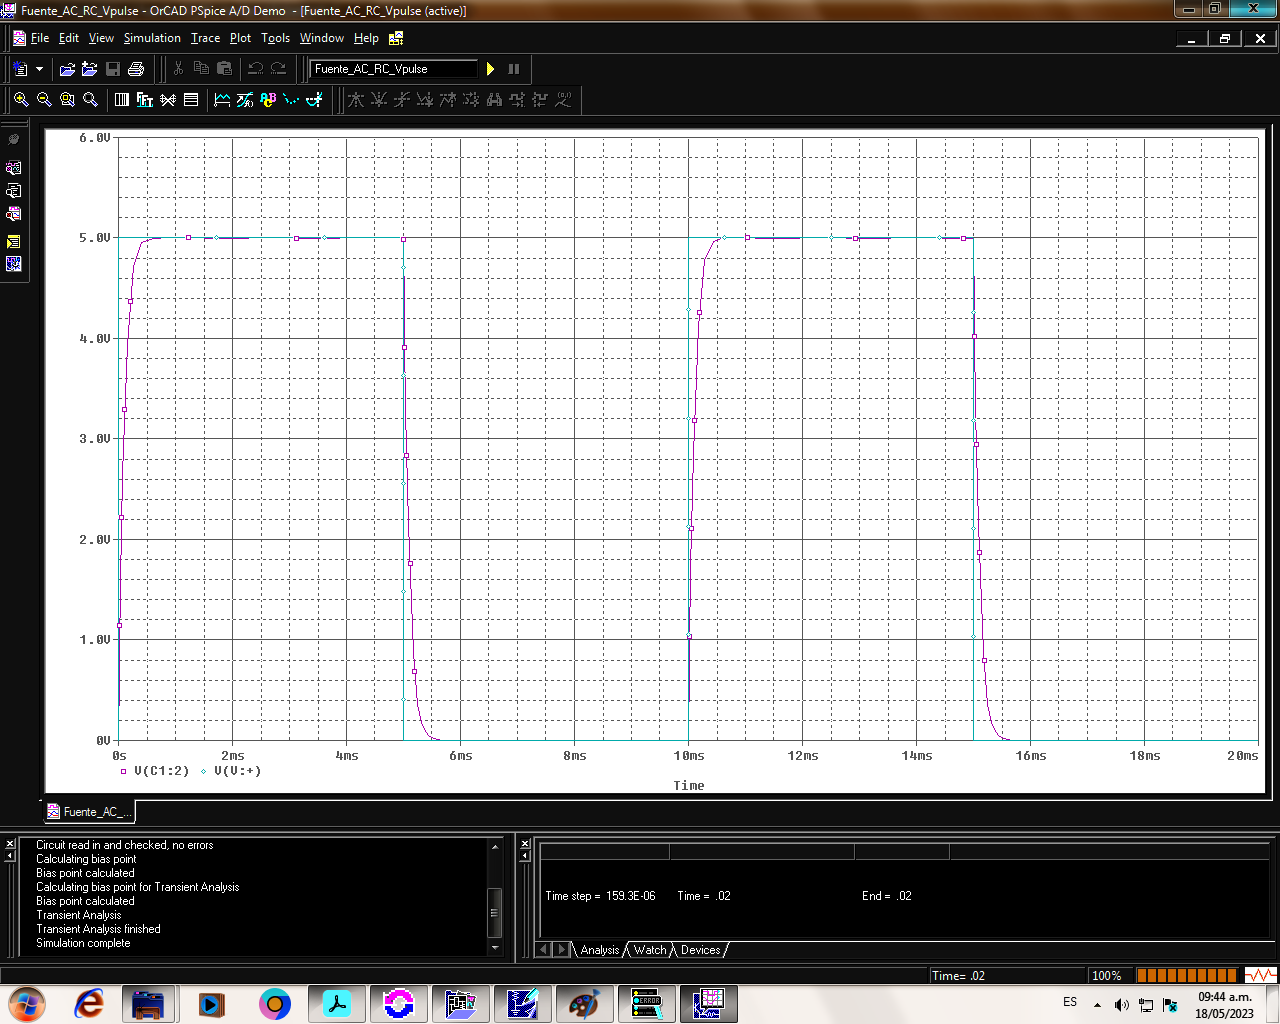 Fuente_AC_RC_Vpulse - OrCAD PSpice A/D Demo - [Fuente_AC_RC_Vpulse (active)]
File Edit View Simulation Trace Plot Tools Window Help
Fuente_AC_RC_Vpulse
FFT
6.0V
5.0V
4.0V
3.0V
2.0V
1.0V
0V
0s 2ms 4ms 6ms 8ms 10ms 12ms 14ms 16ms 18ms 20ms
V(C1:2) V(V:+)
Time
Fuente_AC_...
Circuit read in and checked, no errors
Calculating bias point
Bias point calculated
Calculating bias point for Transient Analysis
Bias point calculated
Transient Analysis
Transient Analysis finished
Simulation complete
Time step = 159.3E-06 Time = .02 End = .02
Analysis Watch Devices
Time= .02 100%
ERROR
ES
09:44 a.m.
18/05/2023